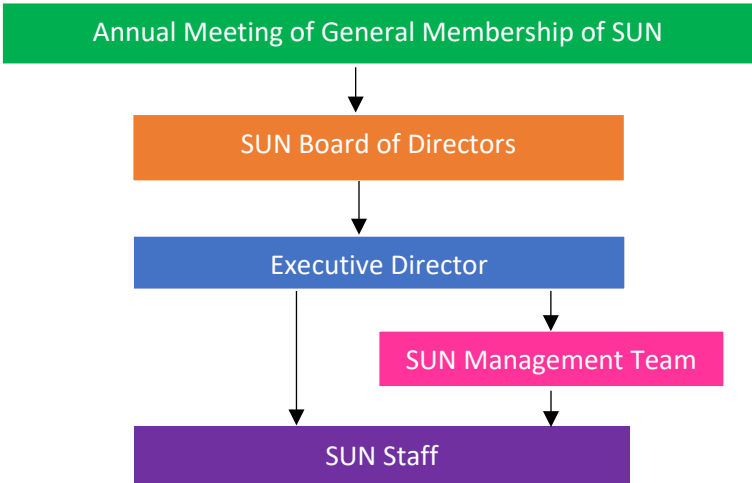 Annual Meeting of General Membership of SUN
SUN Board of Directors
Executive Director
SUN Management Team
SUN Staff